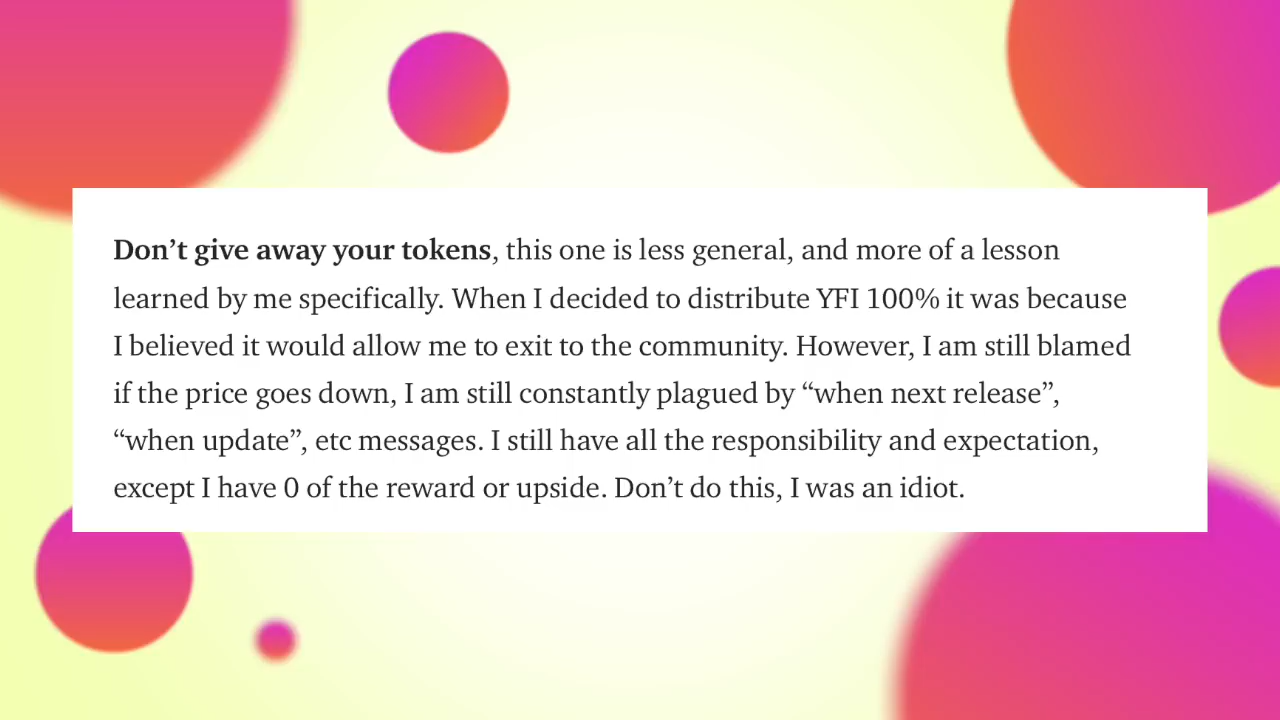 Don’t give away your tokens, this one is less general, and more of a lesson
learned by me specifically. When I decided to distribute YFI 100% it was because
I believed it would allow me to exit to the community. However, I am still blamed
if the price goes down, I am still constantly plagued by “when next release”,
“when update”, etc messages. I still have all the responsibility and expectation,
except I have 0 of the reward or upside. Don’t do this, I was an idiot.